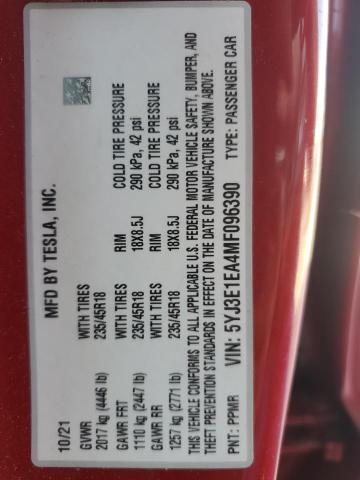 MFD BY TESLA, INC.
10/21
GVWR WITH TIRES RIM COLD TIRE PRESSURE
2017 kg (4446 lb) 235/45R18 18X8.5J 290 kPa, 42 psi
GAWR FRT WITH TIRES RIM COLD TIRE PRESSURE
1110 kg (2447 lb) 235/45R18 18X8.5J 290 kPa, 42 psi
GAWR RR
1257 kg (2771 lb)
THIS VEHICLE CONFORMS TO ALL APPLICABLE U.S. FEDERAL MOTOR VEHICLE SAFETY, BUMPER, AND
THEFT PREVENTION STANDARDS IN EFFECT ON THE DATE OF MANUFACTURE SHOWN ABOVE.
PNT: PPMR VIN: 5YJ3E1EA4MF096390 TYPE: PASSENGER CAR